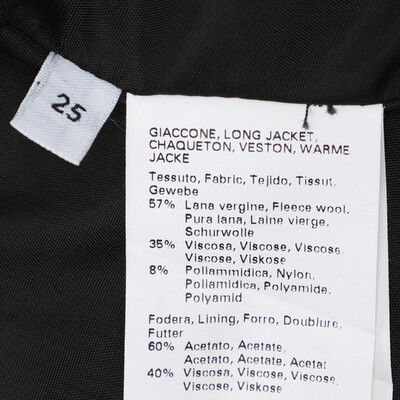 25
GIACCONE, LONG JACKET,
CHAQUETON, VESTON, WARME
JACKE
Tessuto, Fabric, Tejido, Tissut.
Gewebe
57% Lana vergine, Fleece wool.
Pura lana, Laine vierge.
Schurwolle
35% Viscosa, Viscose, Viscose.
Viscose, Viskose
8% Poliammidica, Nylon,
Poliamidica, Polyamide.
Polyamid
Fodera, Lining, Forro, Doublure,
Futter
60% Acetato, Acetate,
Acetato, Acetate, Acetat
40% Viscosa, Viscose, Viscose,
Viscose, Viskose